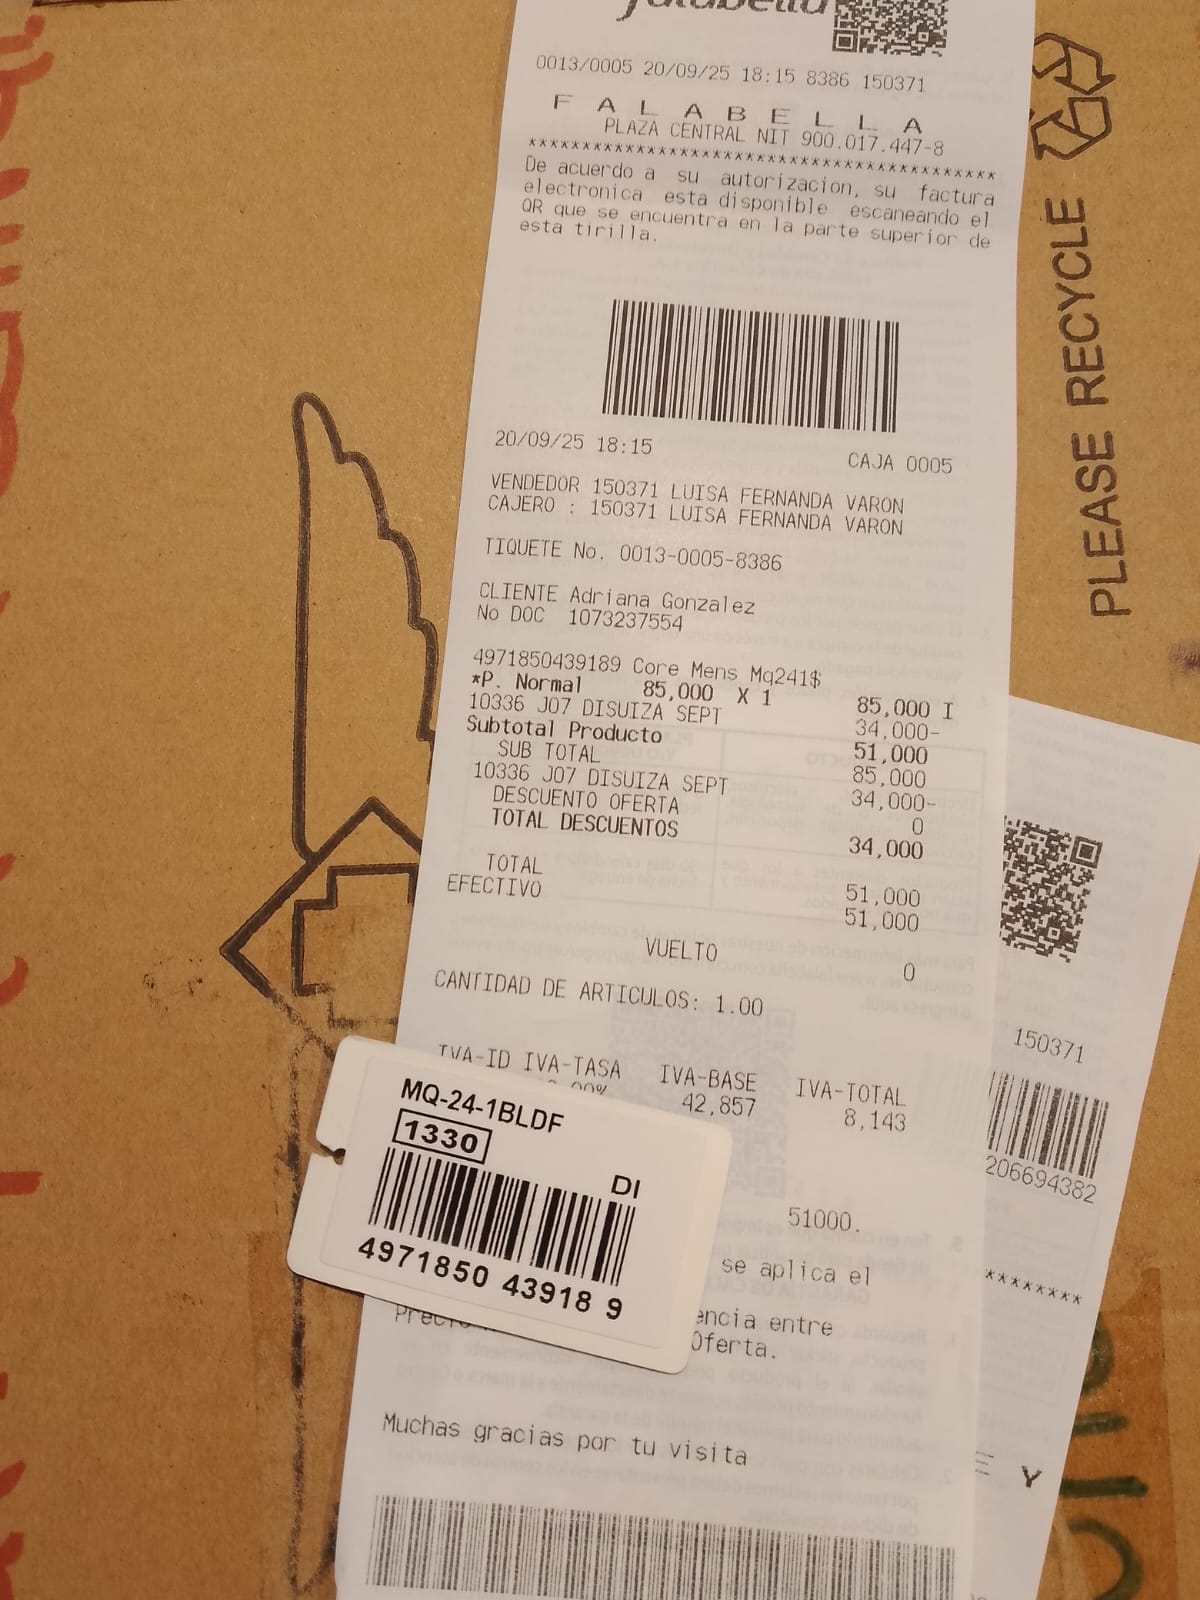 falabella
0013/0005 20/09/25 18:15 8386 150371
F A L A B E L L A
PLAZA CENTRAL NIT 900.017.447-8
*******************************************
De acuerdo a su autorizacion, su factura
electronica esta disponible escaneando el
QR que se encuentra en la parte superior de
esta tirilla.
20/09/25 18:15 CAJA 0005
VENDEDOR 150371 LUISA FERNANDA VARON
CAJERO : 150371 LUISA FERNANDA VARON
TIQUETE No. 0013-0005-8386
CLIENTE Adriana Gonzalez
No DOC 1073237554
4971850439189 Core Mens Mq241$
*P. Normal 85,000 X 1 85,000 I
10336 J07 DISUIZA SEPT 34,000-
Subtotal Producto 51,000
SUB TOTAL 85,000
10336 J07 DISUIZA SEPT 34,000-
DESCUENTO OFERTA 0
TOTAL DESCUENTOS 34,000
TOTAL 51,000
EFECTIVO 51,000
VUELTO 0
CANTIDAD DE ARTICULOS: 1.00
IVA-ID IVA-TASA IVA-BASE IVA-TOTAL
42,857 8,143
51000.
se aplica el
entre
Oferta.
Muchas gracias por tu visita
MQ-24-1BLDF
1330
DI
4971850 43918 9
PLEASE RECYCLE
150371
206694382
********
E Y